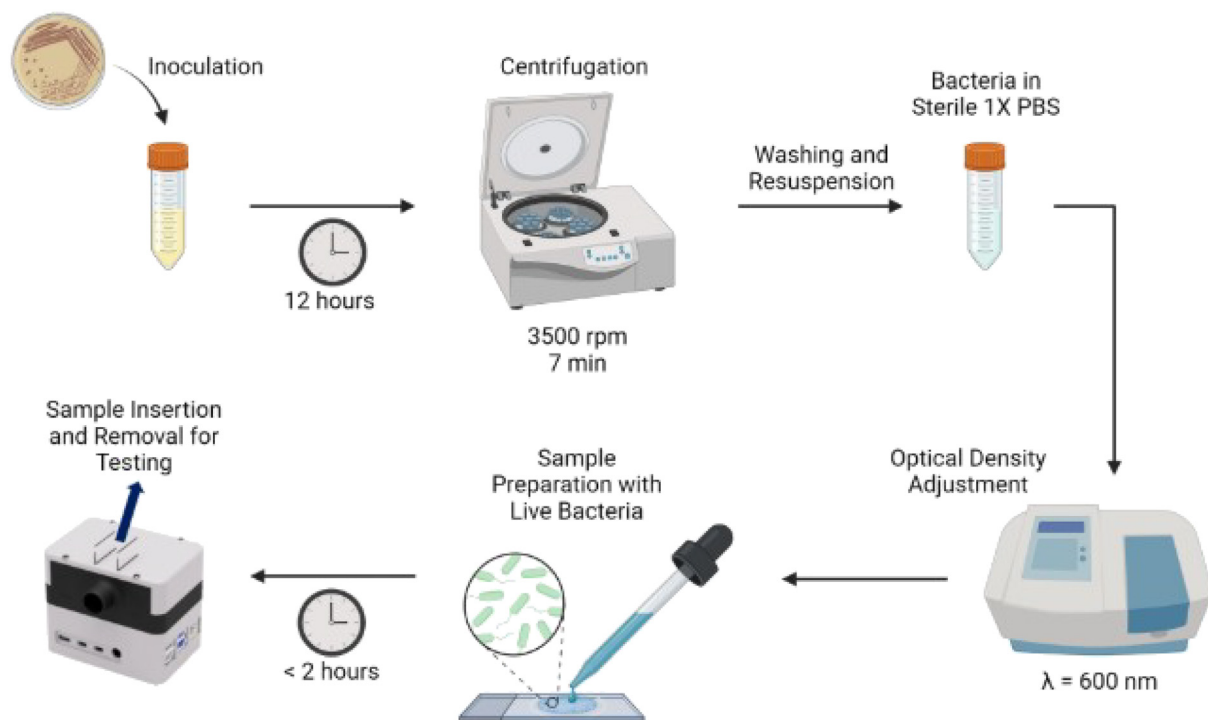 Inoculation
12 hours
Centrifugation
3500 rpm
7 min
Washing and
Resuspension
Bacteria in
Sterile 1X PBS
Optical Density
Adjustment
λ = 600 nm
Sample
Preparation with
Live Bacteria
< 2 hours
Sample Insertion
and Removal for
Testing